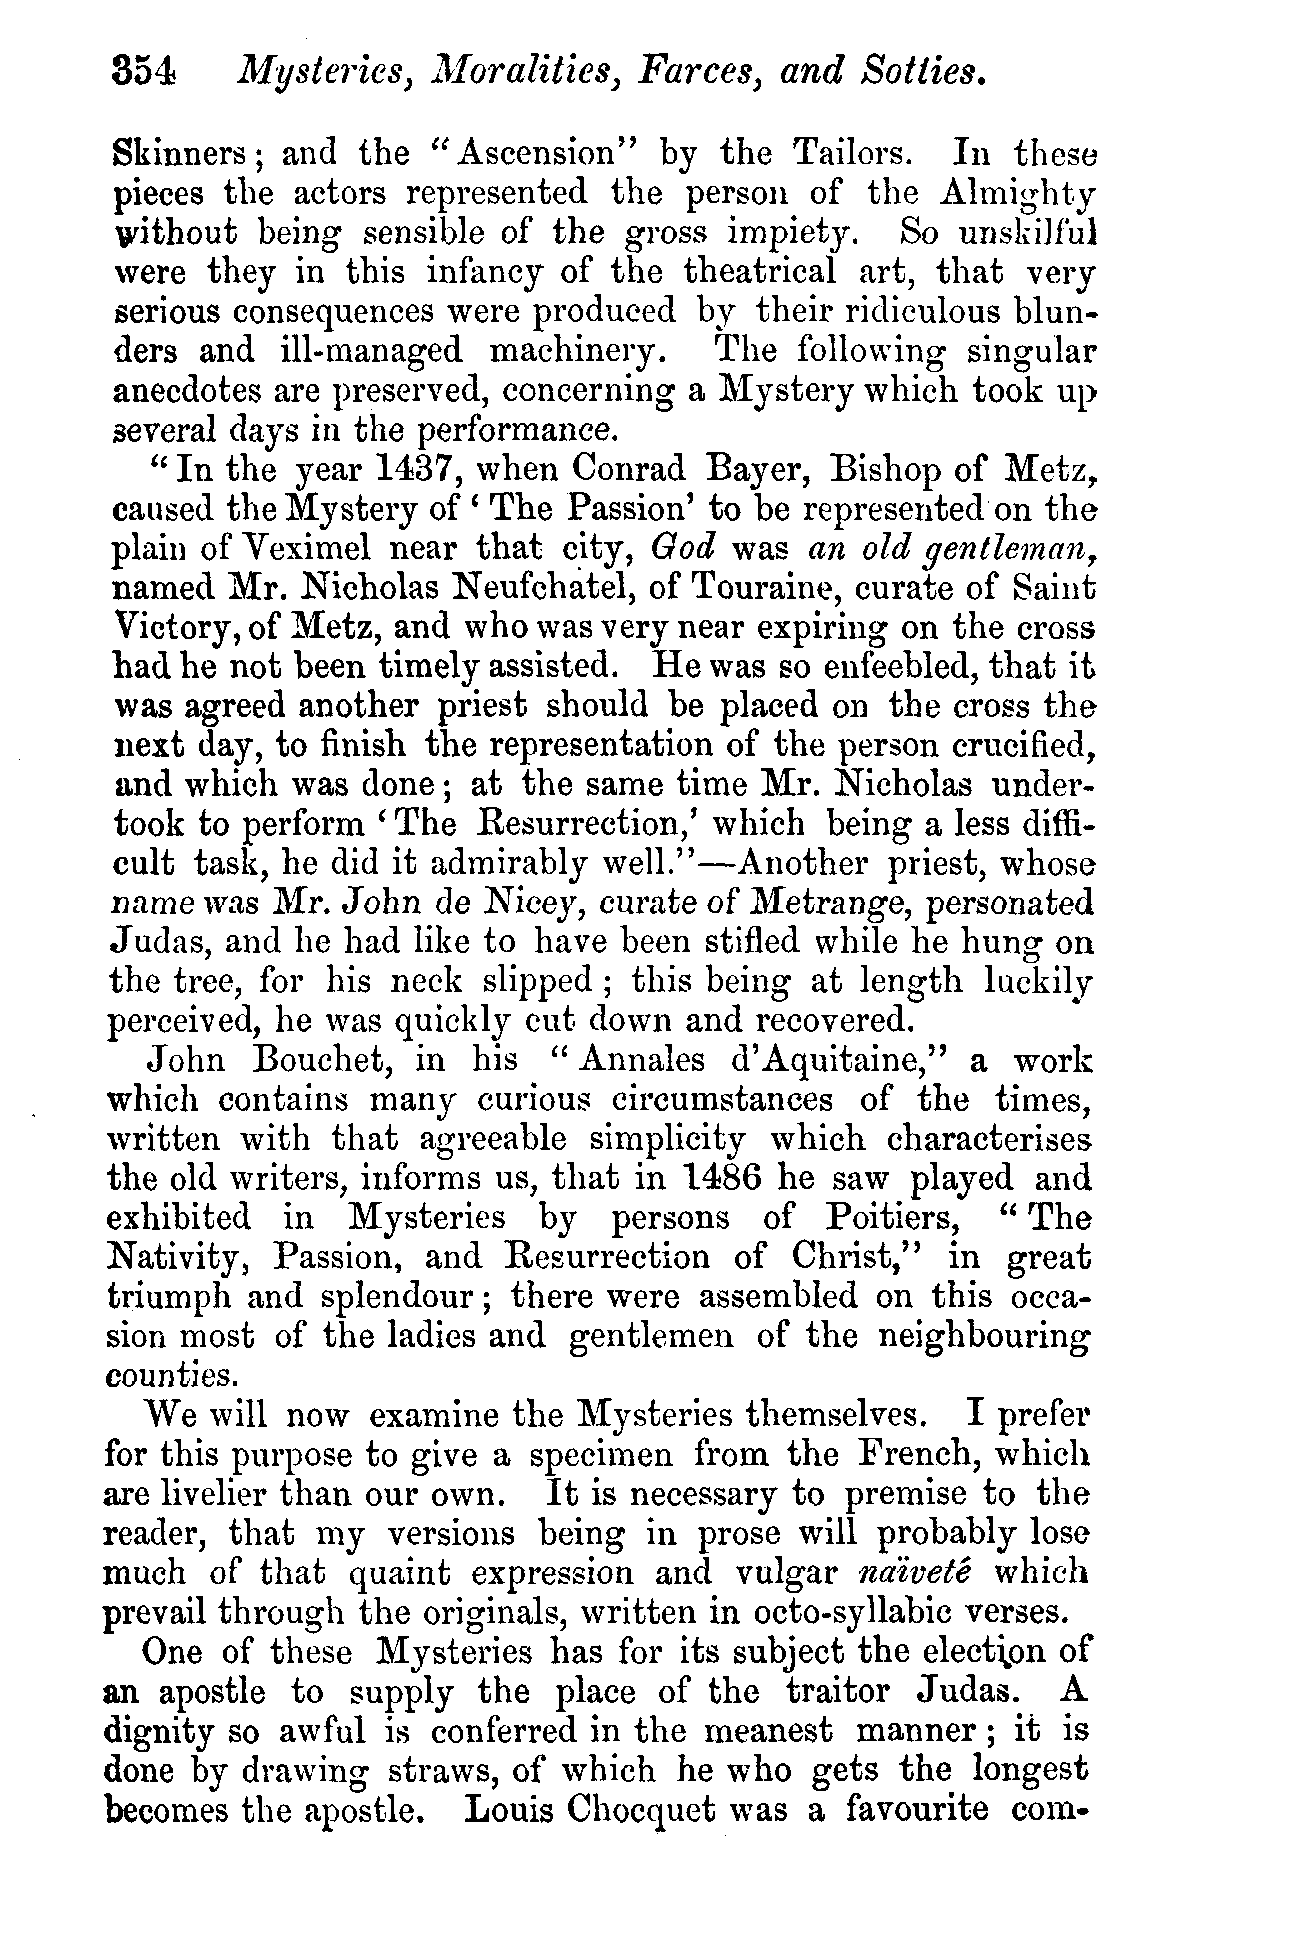 354 Mysteries, Moralities, Farces, and Sotties.
Skinners; and the “Ascension” by the Tailors. In these
pieces the actors represented the person of the Almighty
without being sensible of the gross impiety. So unskilful
were they in this infancy of the theatrical art, that very
serious consequences were produced by their ridiculous blun-
ders and ill-managed machinery. The following singular
anecdotes are preserved, concerning a Mystery which took up
several days in the performance.
“In the year 1437, when Conrad Bayer, Bishop of Metz,
caused the Mystery of ‘The Passion’ to be represented on the
plain of Veximel near that city, God was an old gentleman,
named Mr. Nicholas Neufchatel, of Touraine, curate of Saint
Victory, of Metz, and who was very near expiring on the cross
had he not been timely assisted. He was so enfeebled, that it
was agreed another priest should be placed on the cross the
next day, to finish the representation of the person crucified,
and which was done; at the same time Mr. Nicholas under-
took to perform ‘The Resurrection,’ which being a less diffi-
cult task, he did it admirably well.”—Another priest, whose
name was Mr. John de Nicey, curate of Metrange, personated
Judas, and he had like to have been stifled while he hung on
the tree, for his neck slipped; this being at length luckily
perceived, he was quickly cut down and recovered.
John Bouchet, in his “Annales d’Aquitaine,” a work
which contains many curious circumstances of the times,
written with that agreeable simplicity which characterises
the old writers, informs us, that in 1486 he saw played and
exhibited in Mysteries by persons of Poitiers, “The
Nativity, Passion, and Resurrection of Christ,” in great
triumph and splendour; there were assembled on this occa-
sion most of the ladies and gentlemen of the neighbouring
counties.
We will now examine the Mysteries themselves. I prefer
for this purpose to give a specimen from the French, which
are livelier than our own. It is necessary to premise to the
reader, that my versions being in prose will probably lose
much of that quaint expression and vulgar naïveté which
prevail through the originals, written in octo-syllabic verses.
One of these Mysteries has for its subject the election of
an apostle to supply the place of the traitor Judas. A
dignity so awful is conferred in the meanest manner; it is
done by drawing straws, of which he who gets the longest
becomes the apostle. Louis Chocquet was a favourite com-